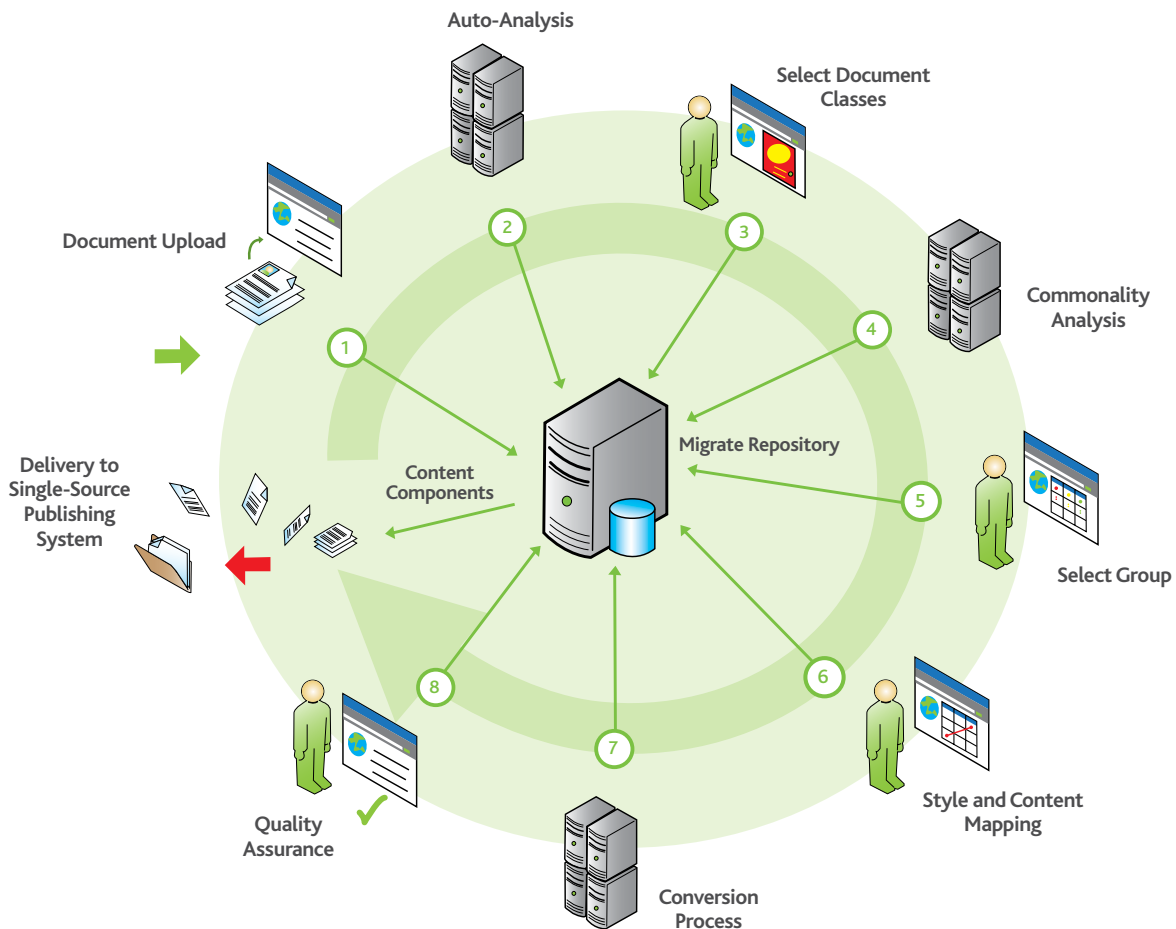 Auto-Analysis
Select Document
Classes
Document Upload
2
3
Commonality
Analysis
1
4
Migrate Repository
Delivery to
Single-Source
Publishing
System
Content
Components
5
Select Group
8
6
7
Style and Content
Mapping
Quality
Assurance
Conversion
Process